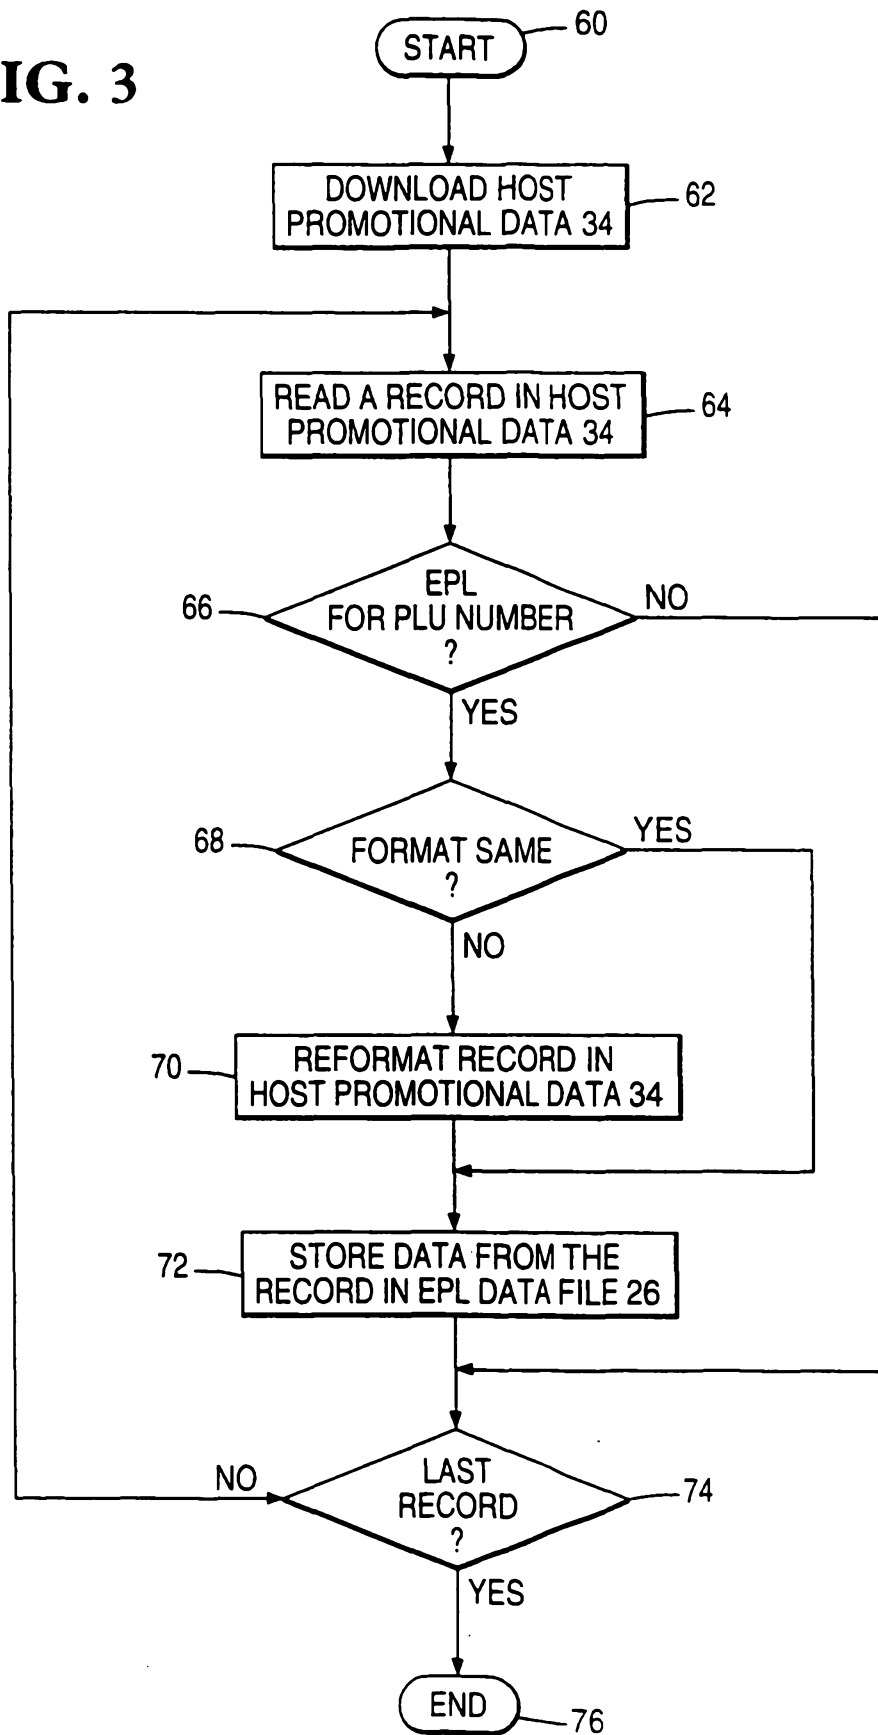 IG. 3
START
60
DOWNLOAD HOST
PROMOTIONAL DATA 34
62
READ A RECORD IN HOST
PROMOTIONAL DATA 34
64
EPL
FOR PLU NUMBER
?
66
NO
YES
FORMAT SAME
?
68
YES
NO
REFORMAT RECORD IN
HOST PROMOTIONAL DATA 34
70
STORE DATA FROM THE
RECORD IN EPL DATA FILE 26
72
LAST
RECORD
?
NO
74
YES
END
76